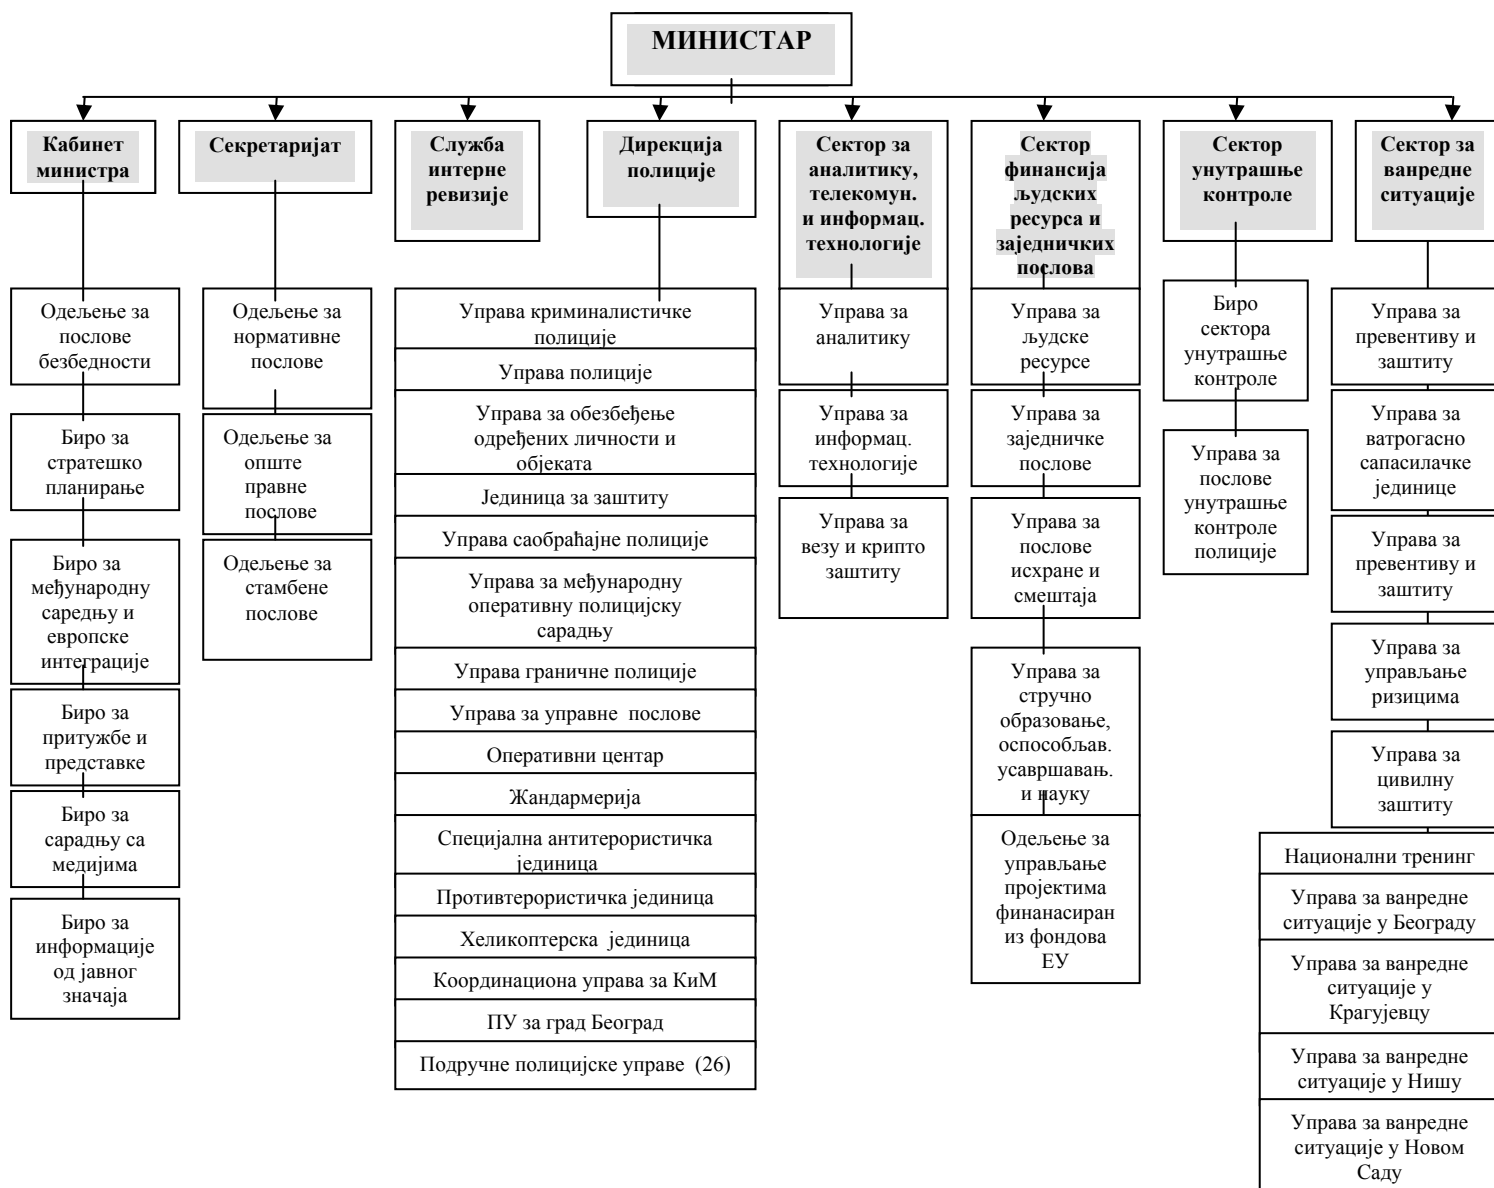 МИНИСТАР
Кабинет
министра
Секретаријат
Служба
интерне
ревизије
Дирекција
полиције
Сектор за
аналитику,
телекомун.
и информац.
технологије
Сектор
финансија
људских
ресурса и
заједничких
послова
Сектор
унутрашње
контроле
Сектор за
ванредне
ситуације
Одељење за
послове
безбедности
Биро за
стратешко
планирање
Биро за
међународну
саредњу и
европске
интеграције
Биро за
притужбе и
представке
Биро за
сарадњу са
медијима
Биро за
информације
од јавног
значаја
Одељење за
нормативне
послове
Одељење за
опште
правне
послове
Одељење за
стамбене
послове
Управа криминалистичке
полиције
Управа полиције
Управа за обезбеђење
одређених личности и
објеката
Јединица за заштиту
Управа саобраћајне полиције
Управа за међународну
оперативну полицијску
сарадњу
Управа граничне полиције
Управа за управне послове
Оперативни центар
Жандармерија
Специјална антитерористичка
јединица
Противтерористичка јединица
Хеликоптерска јединица
Координациона управа за КиМ
ПУ за град Београд
Подручне полицијске управе (26)
Управа за
аналитику
Управа за
информац.
технологије
Управа за
везу и крипто
заштиту
Управа за
људске
ресурсе
Управа за
заједничке
послове
Управа за
послове
исхране и
смештаја
Управа за
стручно
образовање,
оспособљав.
усавршавањ.
и науку
Одељење за
управљање
пројектима
финанасиран
из фондова
ЕУ
Биро
сектора
унутрашње
контроле
Управа за
послове
унутрашње
контроле
полиције
Управа за
превентиву и
заштиту
Управа за
ватрогасно
сапасилачке
јединице
Управа за
превентиву и
заштиту
Управа за
управљање
ризицима
Управа за
цивилну
заштиту
Национални тренинг
Управа за ванредне
ситуације у Београду
Управа за ванредне
ситуације у
Крагујевцу
Управа за ванредне
ситуације у Нишу
Управа за ванредне
ситуације у Новом
Саду